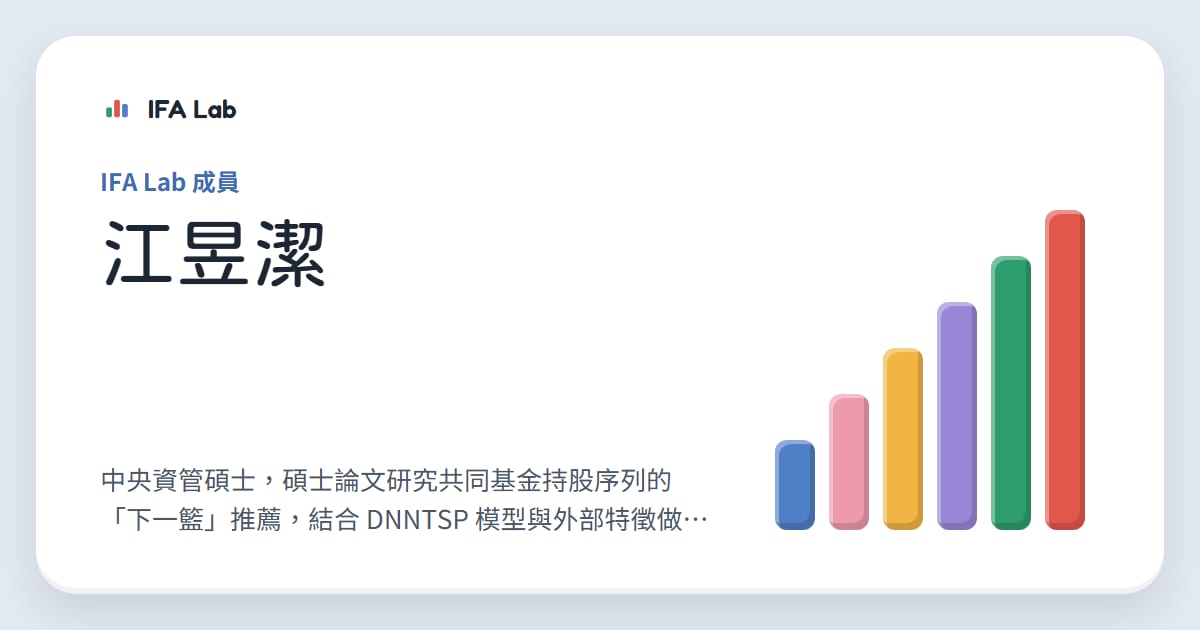 IFA Lab
IFA Lab 成員
江昱潔
中央資管碩士，碩士論文研究共同基金持股序列的
「下一籃」推薦，結合 DNNTSP 模型與外部特徵做…